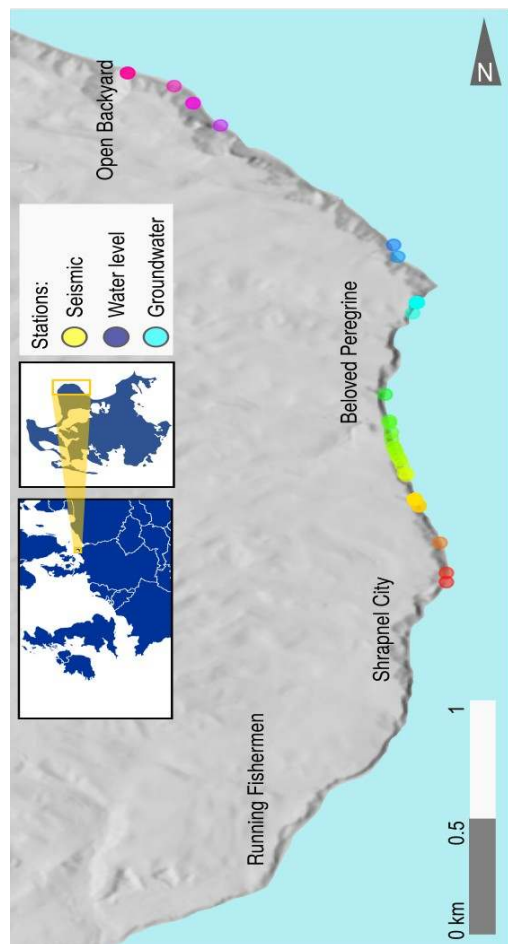 N
Open Backyard
Stations:
Seismic
Water level
Groundwater
Beloved Peregrine
Shrapnel City
Running Fishermen
0 km
0.5
1